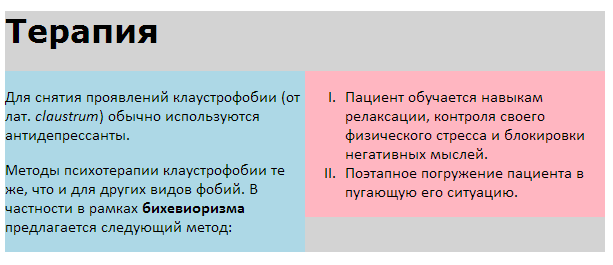 Терапия
Для снятия проявлений клаустрофобии (от
лат. claustrum) обычно используются
антидепрессанты.
Методы психотерапии клаустрофобии те
же, что и для других видов фобий. В
частности в рамках бихевиоризма
предлагается следующий метод:
I. Пациент обучается навыкам
релаксации, контроля своего
физического стресса и блокировки
негативных мыслей.
II. Поэтапное погружение пациента в
пугающую его ситуацию.